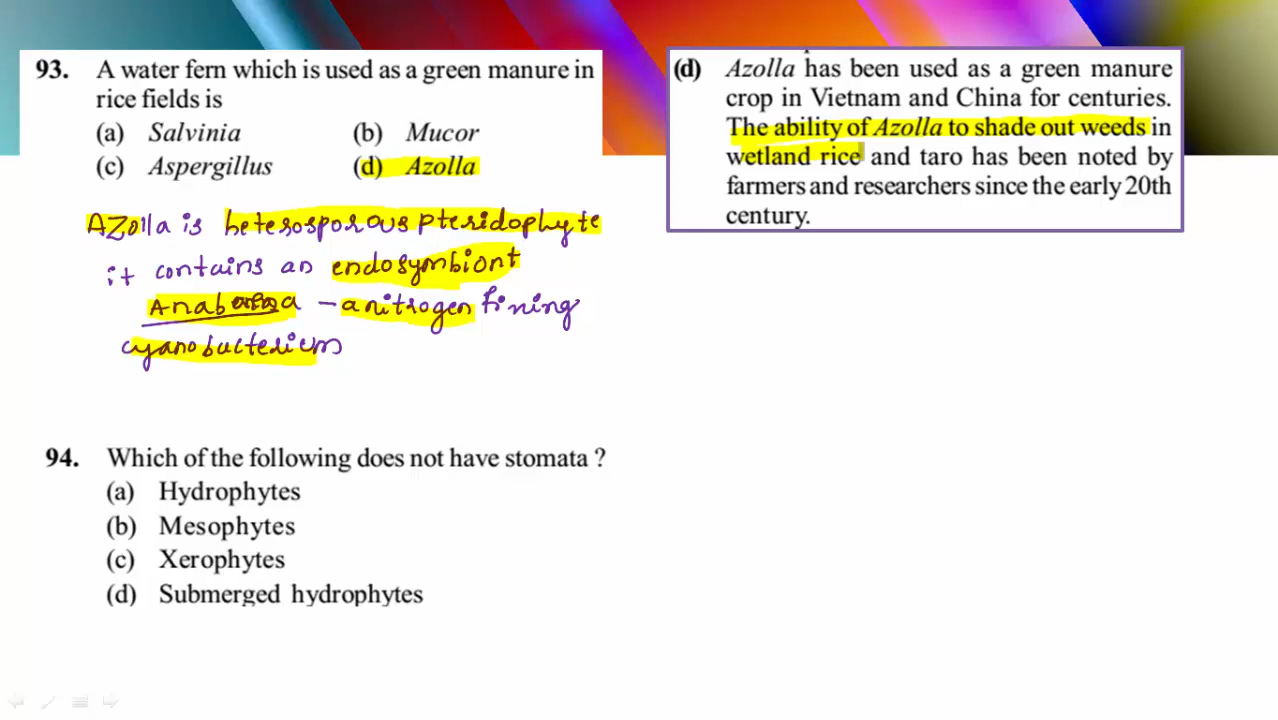 93. A water fern which is used as a green manure in
rice fields is
(a) Salvinia (b) Mucor
(c) Aspergillus (d) Azolla
AZolla is heterosporous pteridophyte
it contains an endosymbiont
Anabaena - a nitrogen fixing
cyanobacterium
(d) Azolla has been used as a green manure
crop in Vietnam and China for centuries.
The ability of Azolla to shade out weeds in
wetland rice and taro has been noted by
farmers and researchers since the early 20th
century.
94. Which of the following does not have stomata ?
(a) Hydrophytes
(b) Mesophytes
(c) Xerophytes
(d) Submerged hydrophytes